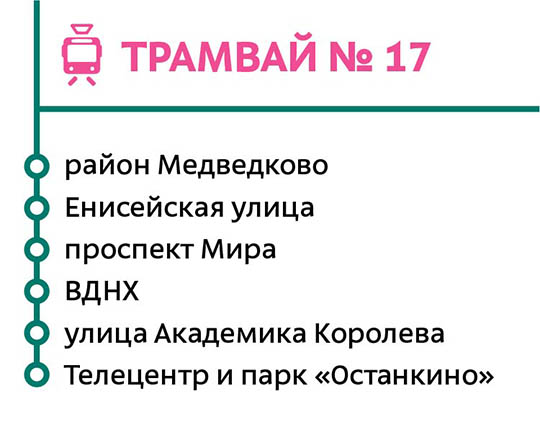 ТРАМВАЙ № 17
район Медведково
Енисейская улица
проспект Мира
ВДНХ
улица Академика Королева
Телецентр и парк «Останкино»